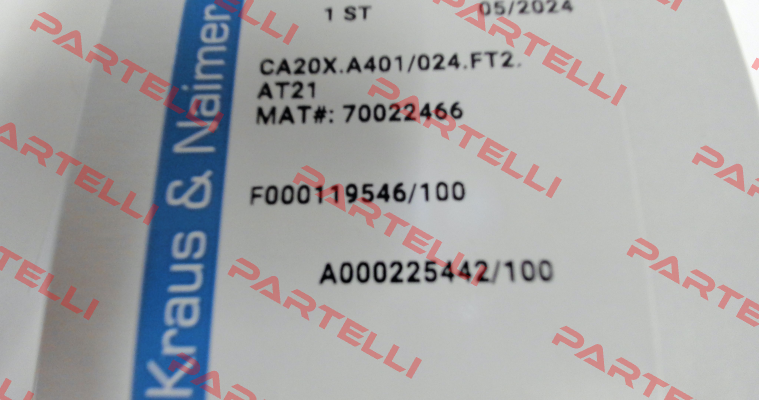 1 ST 05/2024
CA20X.A401/024.FT2.
AT21
MAT#: 70022466
F000119546/100
A000225442/100
Kraus & Naimer
PARTELLI
PARTELLI
PARTELLI
PARTELLI
PARTELLI
PARTELLI
PARTELLI
PARTELLI
PARTELLI